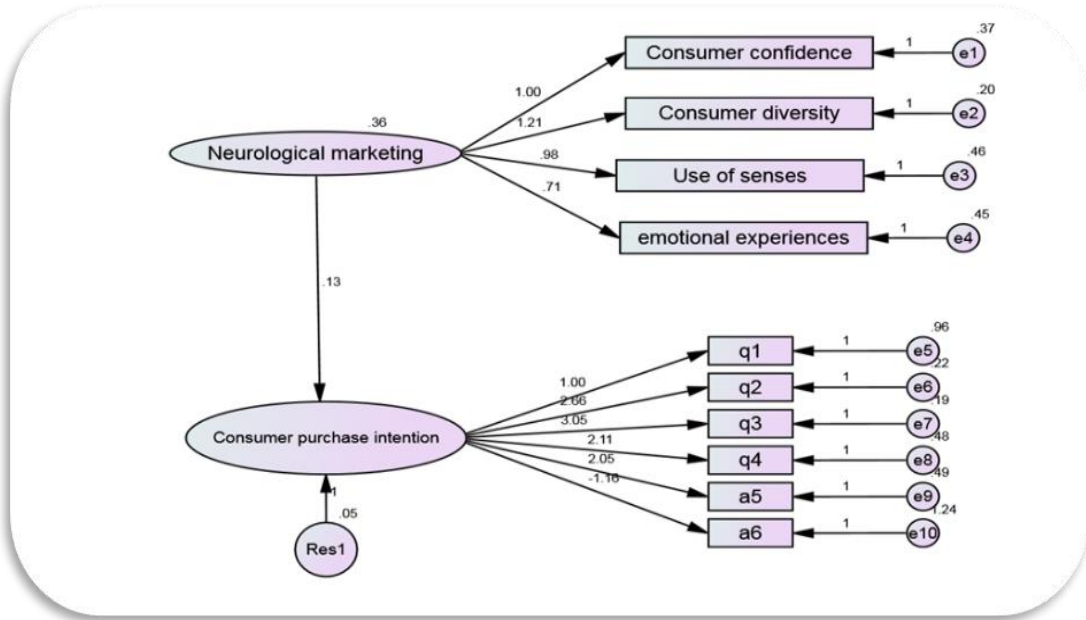 .37
Consumer confidence
1
e1
1.00
.20
Consumer diversity
1
e2
.36
1.21
Neurological marketing
.98
.46
Use of senses
1
e3
.71
.45
emotional experiences
1
e4
.13
.96
q1
1
e5
1.00
.22
q2
1
e6
2.66
.19
q3
1
e7
3.05
Consumer purchase intention
2.11
.48
q4
1
e8
2.05
.49
a5
1
e9
-1.16
1.24
a6
1
e10
1
.05
Res1